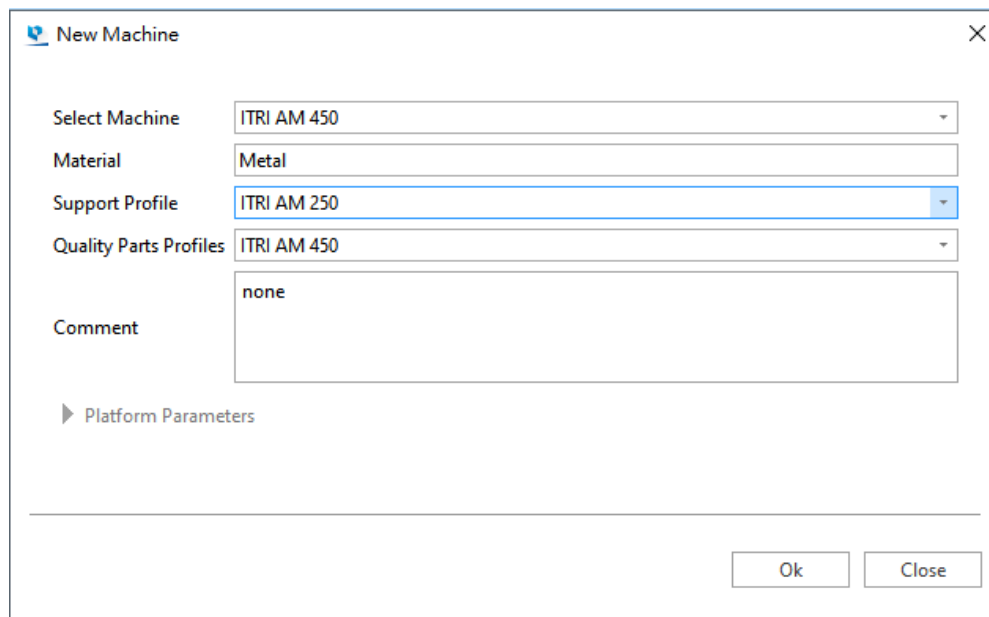 New Machine
Select Machine ITRI AM 450
Material Metal
Support Profile ITRI AM 250
Quality Parts Profiles ITRI AM 450
Comment none
Platform Parameters
Ok Close